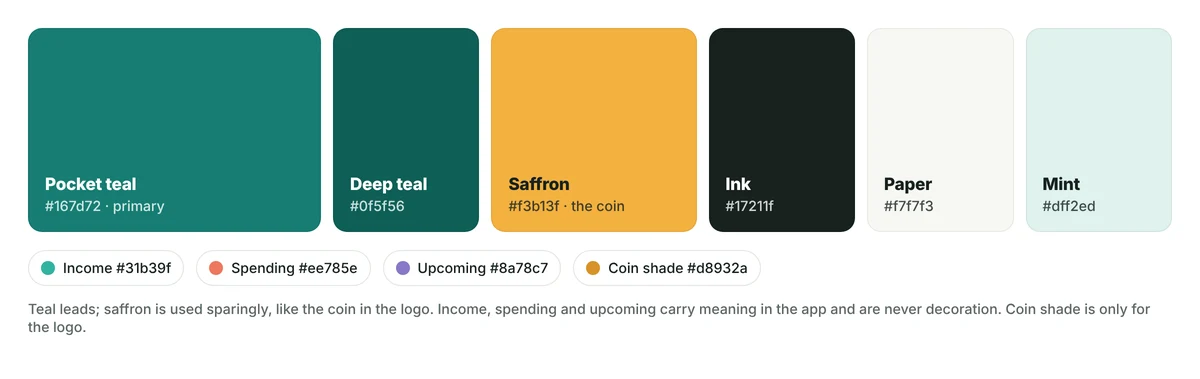 Pocket teal
#167d72 · primary
Deep teal
#0f5f56
Saffron
#f3b13f · the coin
Ink
#17211f
Paper
#f7f7f3
Mint
#dff2ed
Income #31b39f
Spending #ee785e
Upcoming #8a78c7
Coin shade #d8932a
Teal leads; saffron is used sparingly, like the coin in the logo. Income, spending and upcoming carry meaning in the app and are never decoration. Coin shade is only for
the logo.